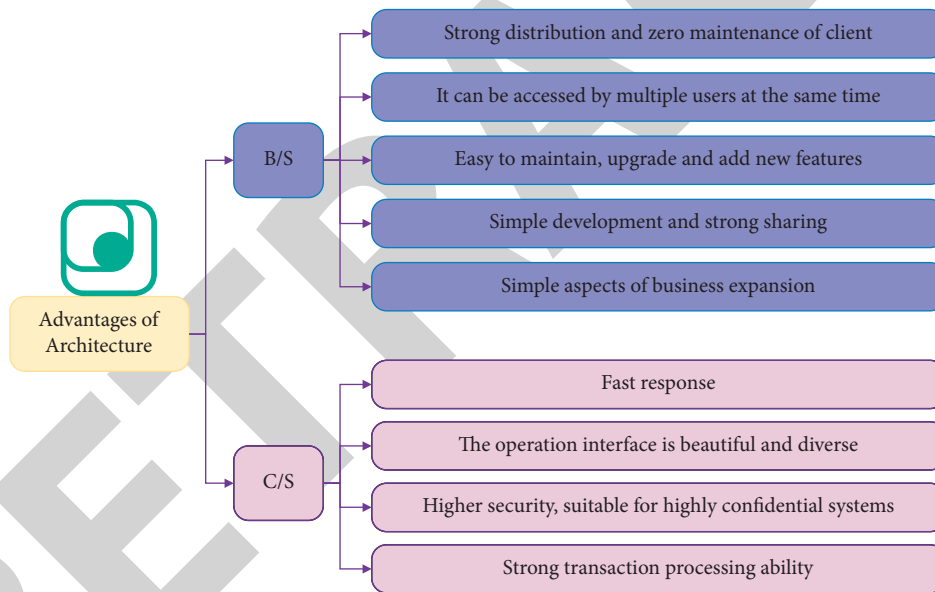 Strong distribution and zero maintenance of client
It can be accessed by multiple users at the same time
B/S
Easy to maintain, upgrade and add new features
Simple development and strong sharing
Simple aspects of business expansion
Advantages of
Architecture
Fast response
The operation interface is beautiful and diverse
C/S
Higher security, suitable for highly confidential systems
Strong transaction processing ability